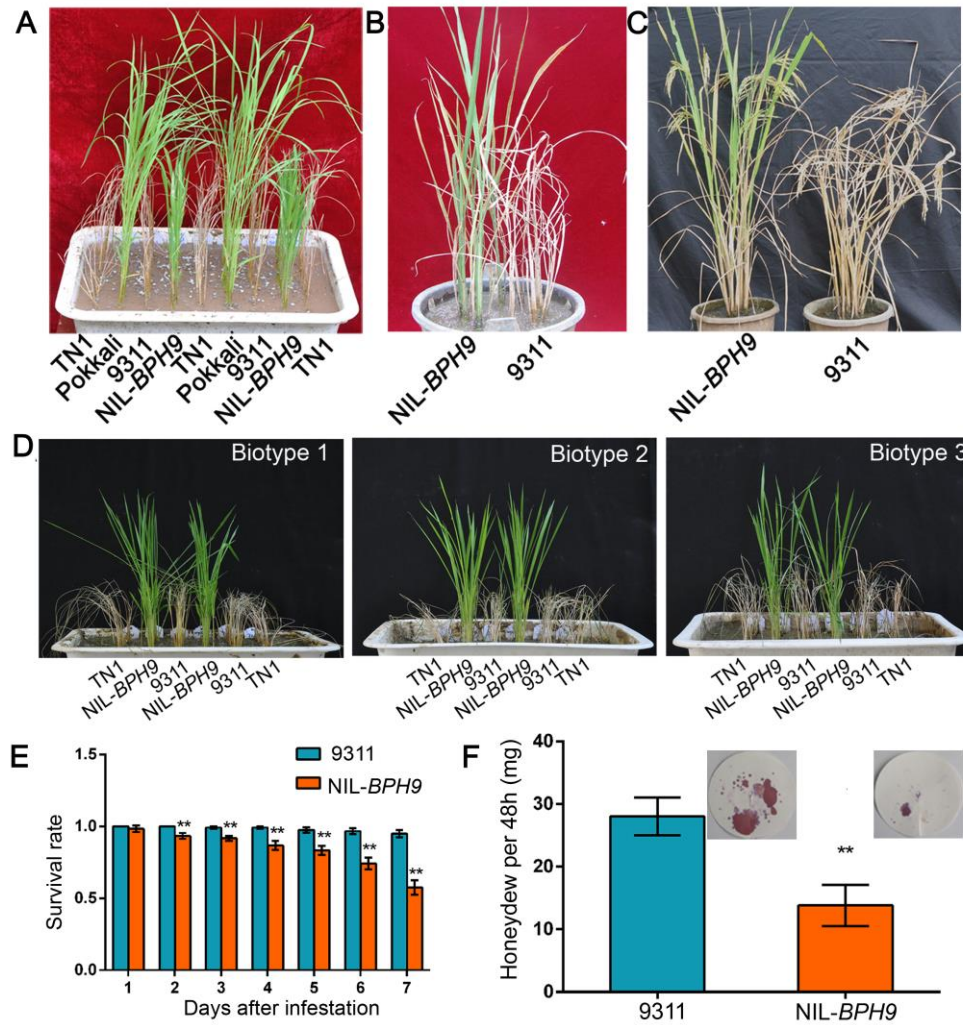 A
B
C
TN1
Pokkali
9311
NIL-BPH9
TN1
Pokkali
9311
NIL-BPH9
TN1
NIL-BPH9
9311
NIL-BPH9
9311
D
Biotype 1
Biotype 2
Biotype 3
TN1
NIL-BPH9
9311
NIL-BPH9
9311
TN1
TN1
NIL-BPH9
9311
NIL-BPH9
9311
TN1
TN1
NIL-BPH9
9311
NIL-BPH9
9311
TN1
E
Survival rate
1.5
1.0
0.5
0.0
9311
NIL-BPH9
**
**
**
**
**
**
1 2 3 4 5 6 7
Days after infestation
F
Honeydew per 48h (mg)
40
30
20
10
0
**
9311 NIL-BPH9